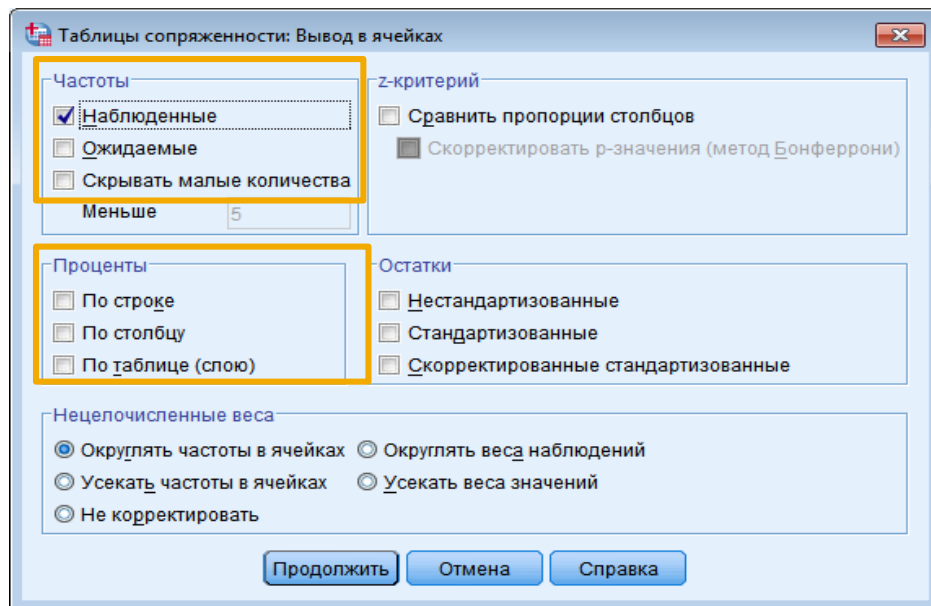 Таблицы сопряженности: Вывод в ячейках
Частоты
Наблюденные
Ожидаемые
Скрывать малые количества
Меньше 5
z-критерий
Сравнить пропорции столбцов
Скорректировать p-значения (метод Бонферрони)
Проценты
По строке
По столбцу
По таблице (слою)
Остатки
Нестандартизованные
Стандартизованные
Скорректированные стандартизованные
Нецелочисленные веса
Округлять частоты в ячейках Округлять веса наблюдений
Усекать частоты в ячейках Усекать веса значений
Не корректировать
Продолжить Отмена Справка